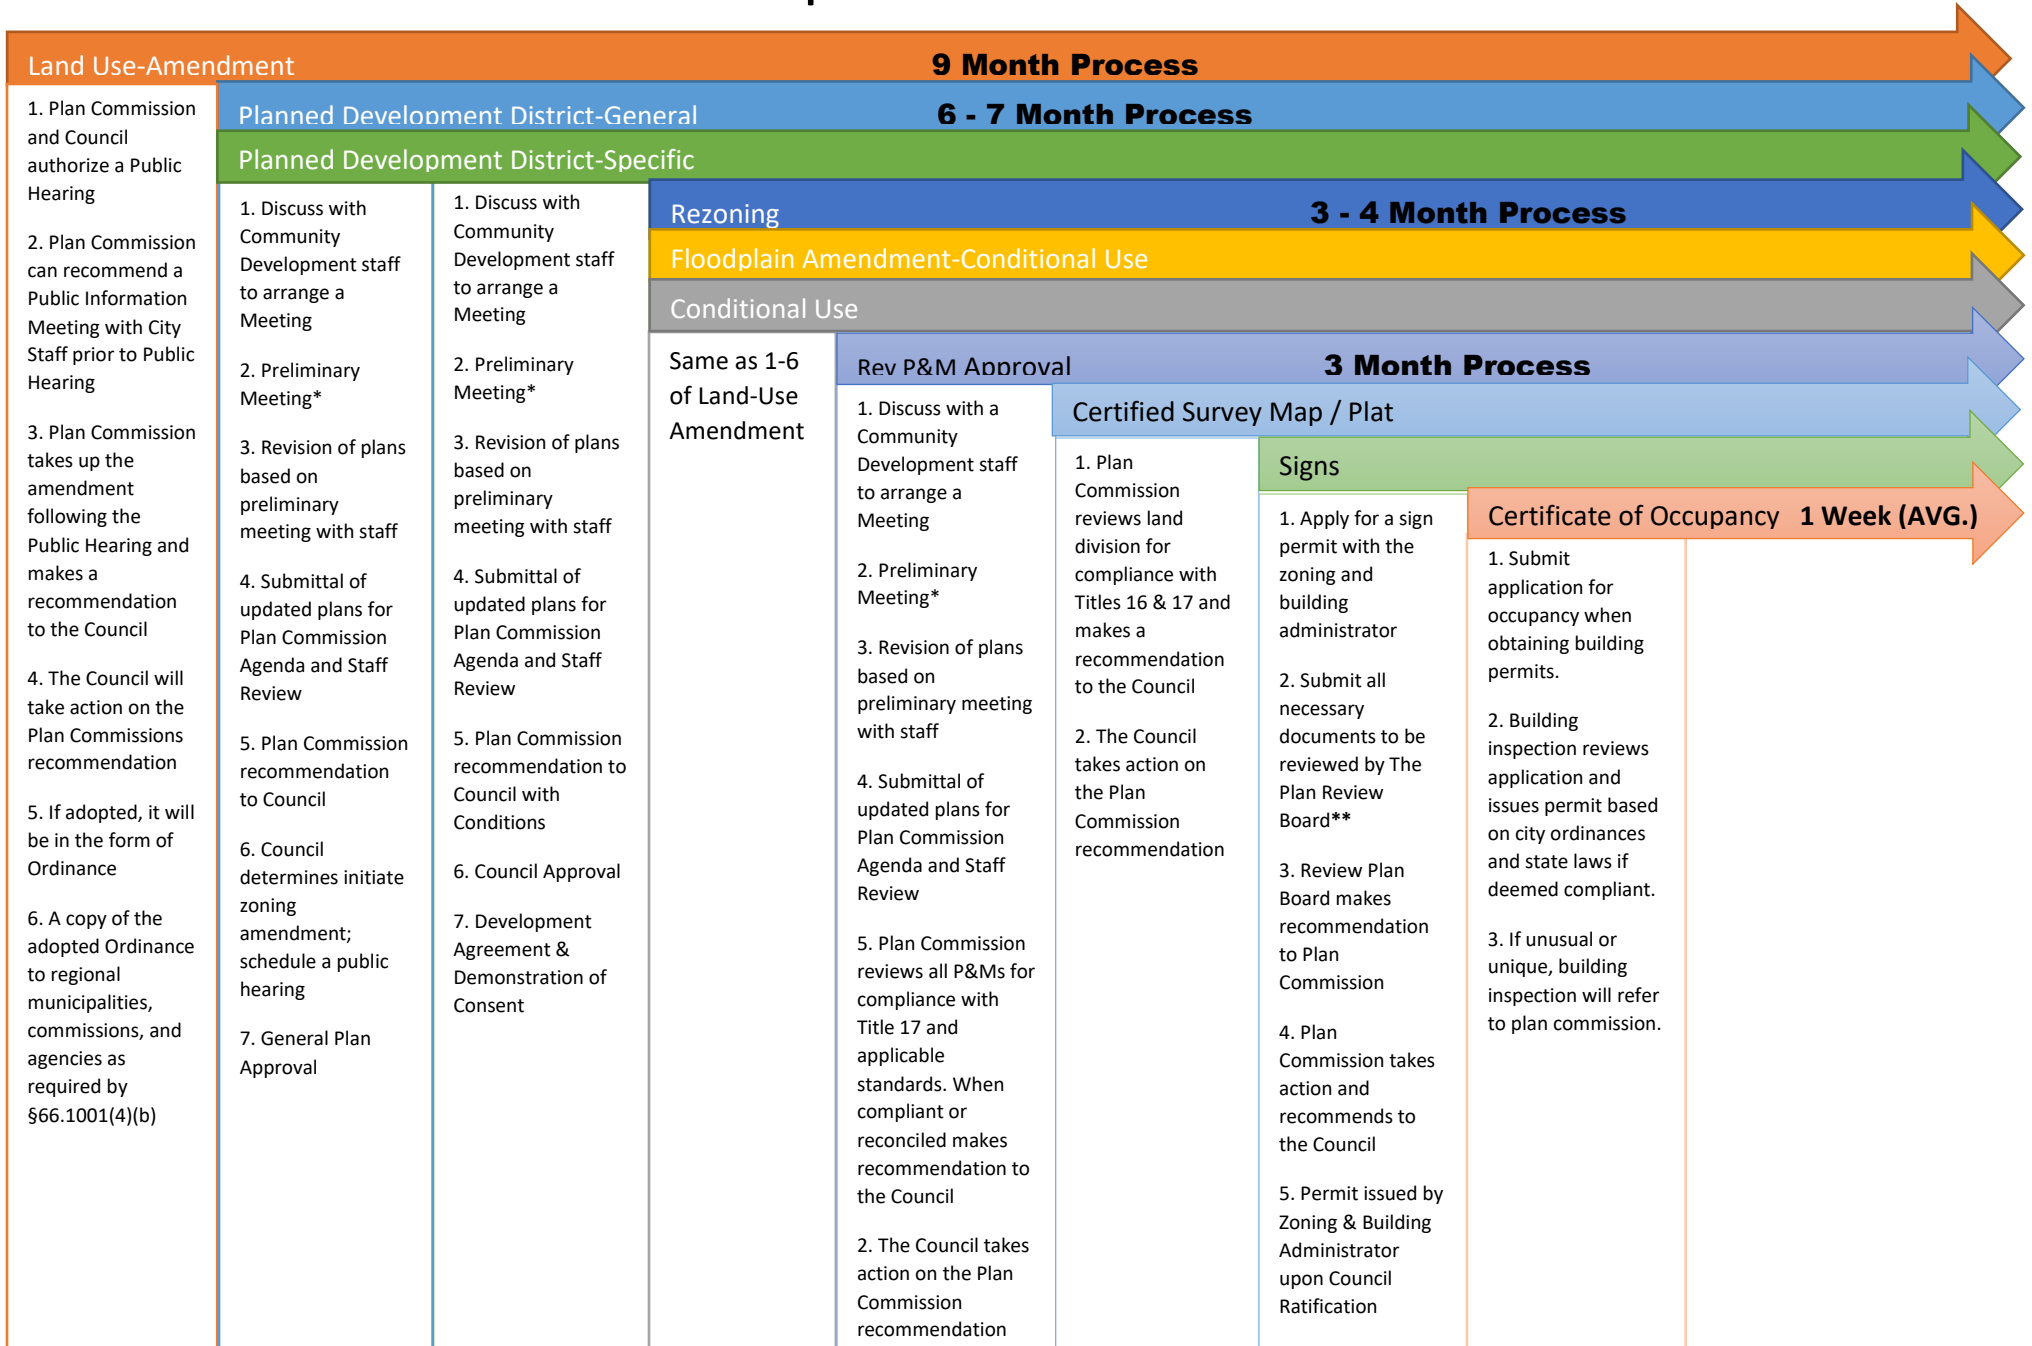 Land Use-Amendment 9 Month Process
Planned Development District-General 6 - 7 Month Process
Planned Development District-Specific
Rezoning 3 - 4 Month Process
Floodplain Amendment-Conditional Use
Conditional Use
Rev P&M Approval 3 Month Process
Certified Survey Map / Plat
Signs
Certificate of Occupancy 1 Week (AVG.)
1. Plan Commission
and Council
authorize a Public
Hearing
2. Plan Commission
can recommend a
Public Information
Meeting with City
Staff prior to Public
Hearing
3. Plan Commission
takes up the
amendment
following the
Public Hearing and
makes a
recommendation
to the Council
4. The Council will
take action on the
Plan Commissions
recommendation
5. If adopted, it will
be in the form of
Ordinance
6. A copy of the
adopted Ordinance
to regional
municipalities,
commissions, and
agencies as
required by
§66.1001(4)(b)
1. Discuss with
Community
Development staff
to arrange a
Meeting
2. Preliminary
Meeting*
3. Revision of plans
based on
preliminary
meeting with staff
4. Submittal of
updated plans for
Plan Commission
Agenda and Staff
Review
5. Plan Commission
recommendation
to Council
6. Council
determines initiate
zoning
amendment;
schedule a public
hearing
7. General Plan
Approval
1. Discuss with
Community
Development staff
to arrange a
Meeting
2. Preliminary
Meeting*
3. Revision of plans
based on
preliminary
meeting with staff
4. Submittal of
updated plans for
Plan Commission
Agenda and Staff
Review
5. Plan Commission
recommendation to
Council with
Conditions
6. Council Approval
7. Development
Agreement &
Demonstration of
Consent
Same as 1-6
of Land-Use
Amendment
1. Discuss with a
Community
Development staff
to arrange a
Meeting
2. Preliminary
Meeting*
3. Revision of plans
based on
preliminary meeting
with staff
4. Submittal of
updated plans for
Plan Commission
Agenda and Staff
Review
5. Plan Commission
reviews all P&Ms for
compliance with
Title 17 and
applicable
standards. When
compliant or
reconciled makes
recommendation to
the Council
2. The Council takes
action on the Plan
Commission
recommendation
1. Plan
Commission
reviews land
division for
compliance with
Titles 16 & 17 and
makes a
recommendation
to the Council
2. The Council
takes action on
the Plan
Commission
recommendation
1. Apply for a sign
permit with the
zoning and
building
administrator
2. Submit all
necessary
documents to be
reviewed by The
Plan Review
Board**
3. Review Plan
Board makes
recommendation
to Plan
Commission
4. Plan
Commission takes
action and
recommends to
the Council
5. Permit issued by
Zoning & Building
Administrator
upon Council
Ratification
1. Submit
application for
occupancy when
obtaining building
permits.
2. Building
inspection reviews
application and
issues permit based
on city ordinances
and state laws if
deemed compliant.
3. If unusual or
unique, building
inspection will refer
to plan commission.